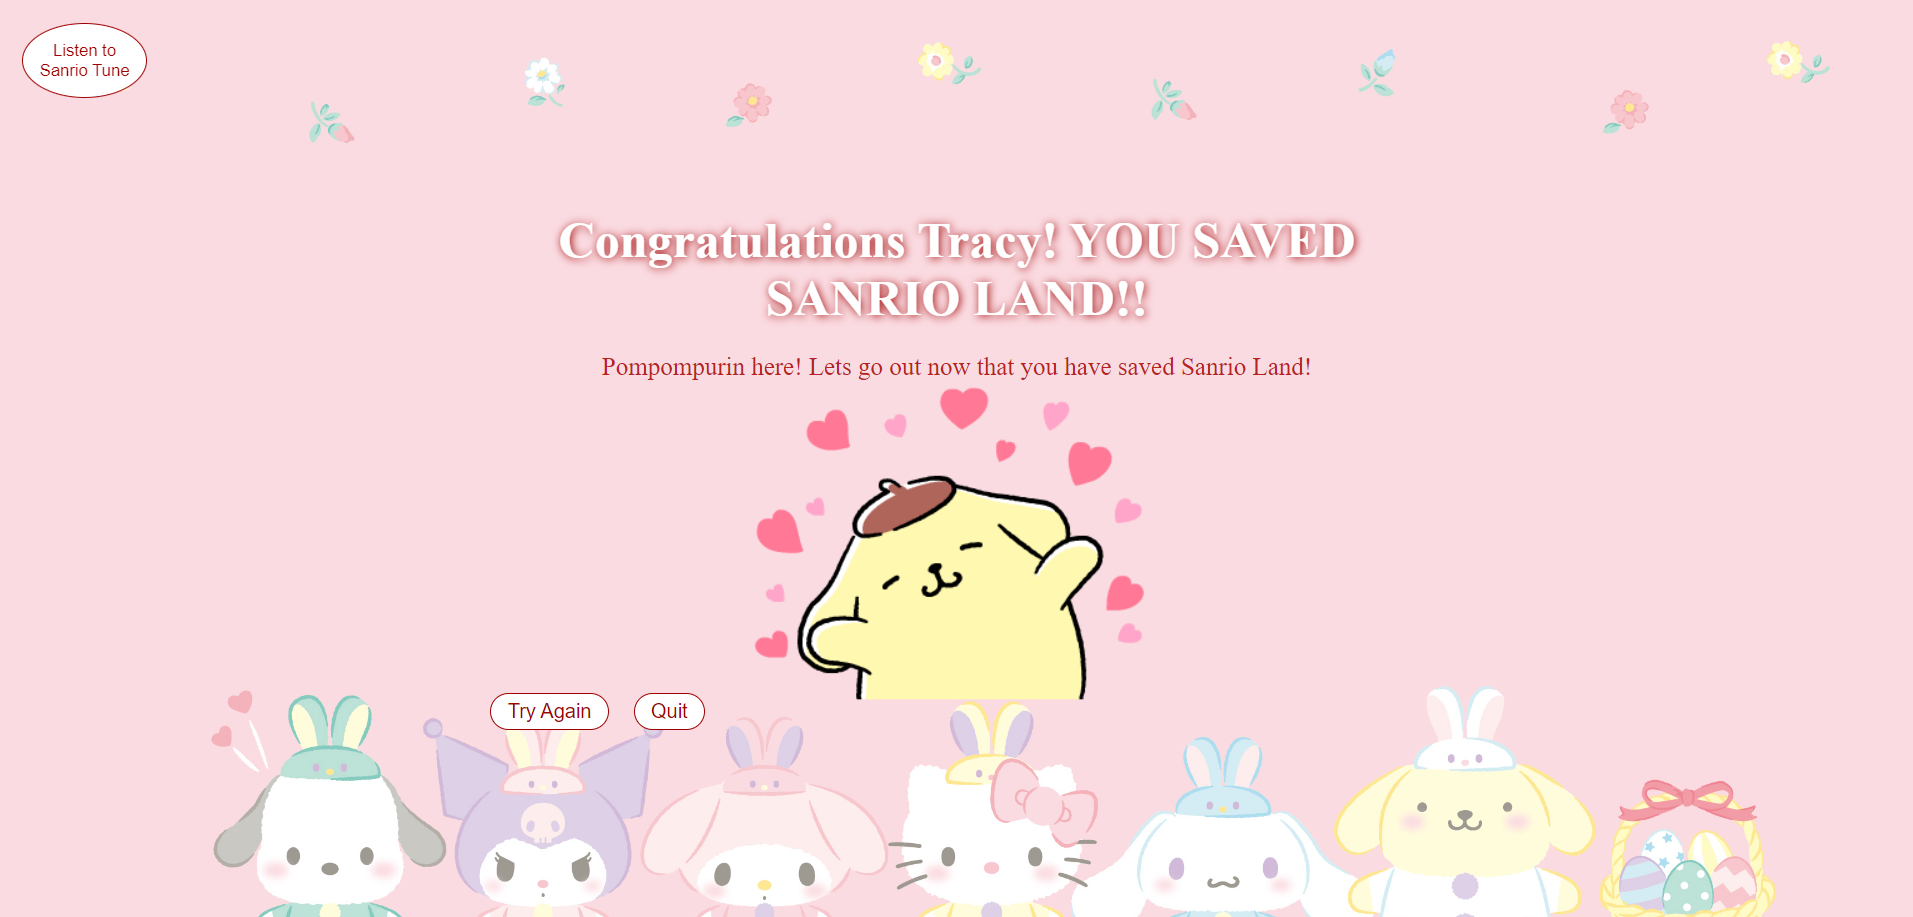 Listen to
Sanrio Tune
Congratulations Tracy! YOU SAVED
SANRIO LAND!!
Pompompurin here! Lets go out now that you have saved Sanrio Land!
Try Again
Quit